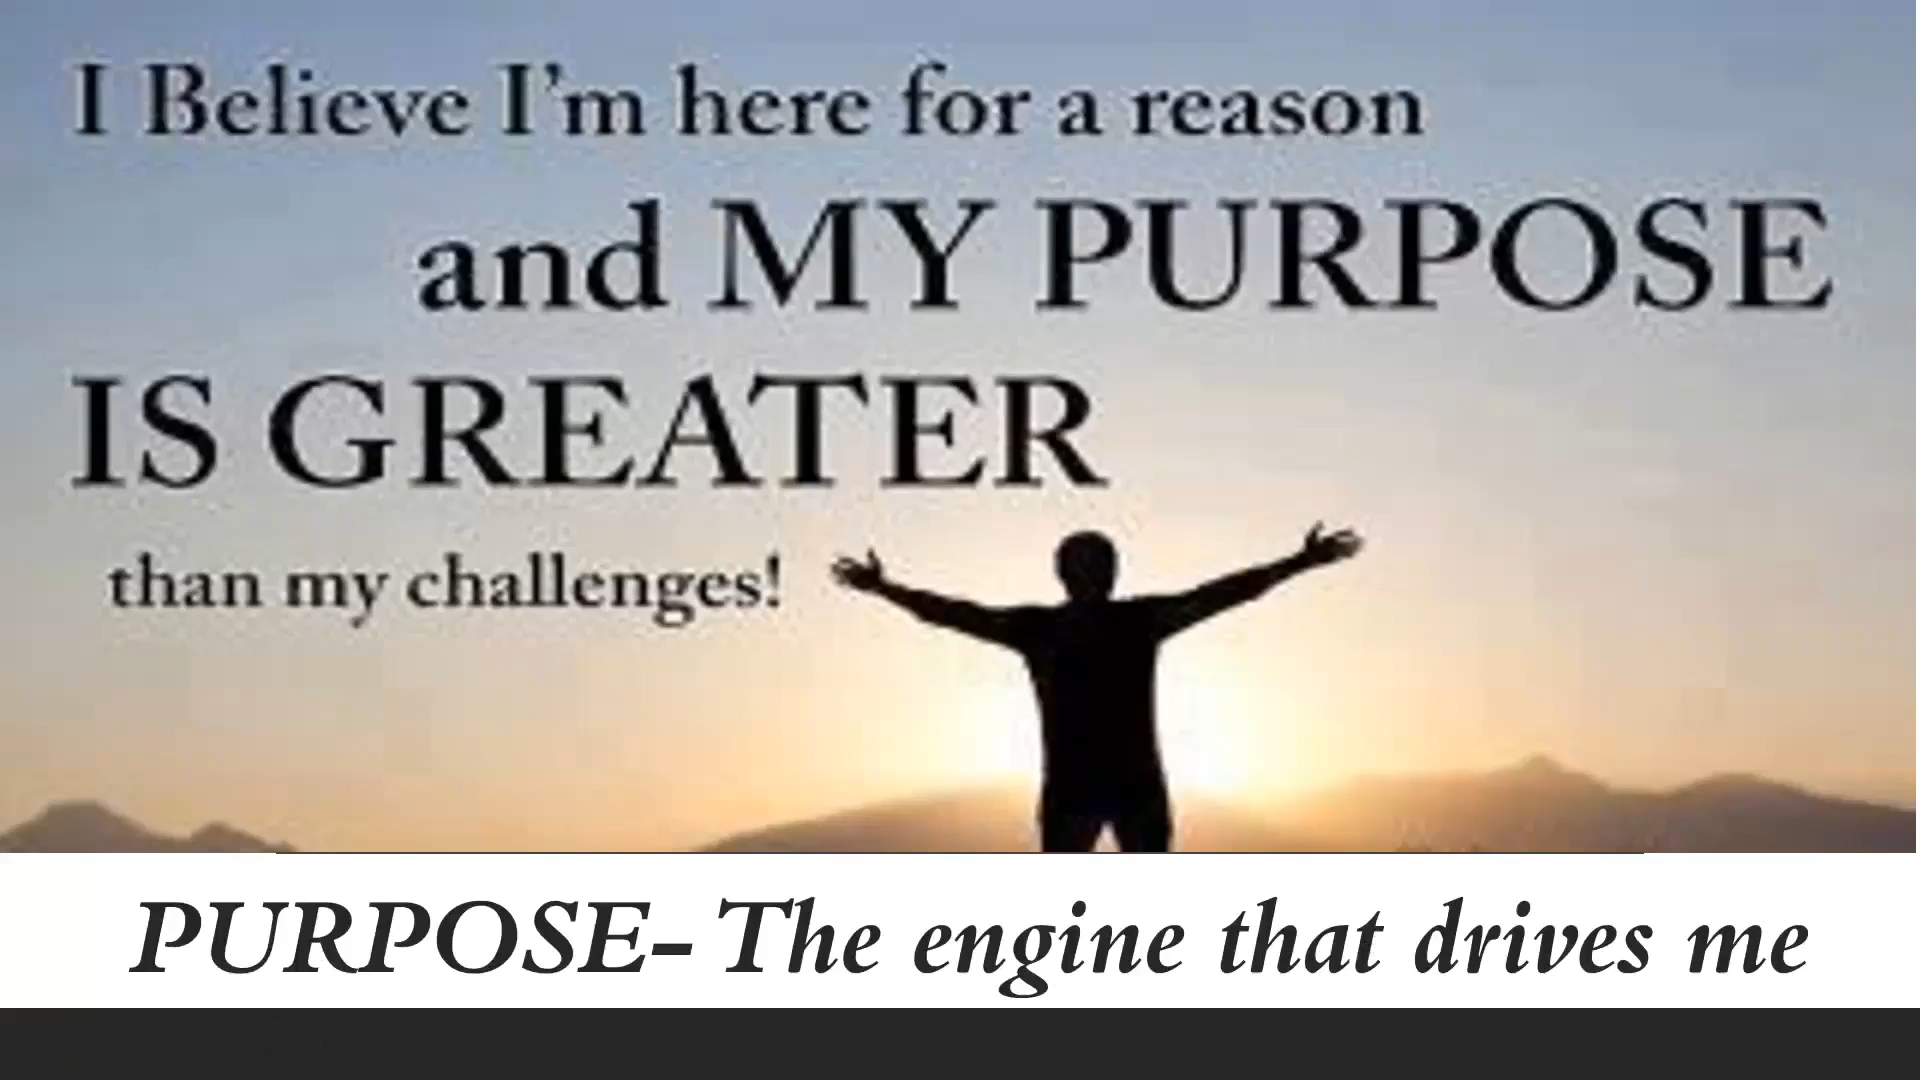 I Believe I'm here for a reason
and MY PURPOSE
IS GREATER
than my challenges!
PURPOSE- The engine that drives me